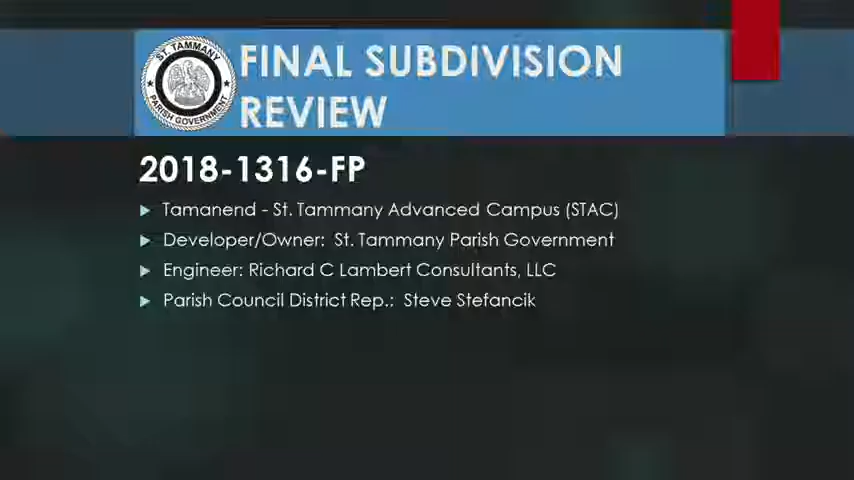 ST. TAMMANY
PARISH GOVERNMENT
FINAL SUBDIVISION
REVIEW
2018-1316-FP
Tamanend - St. Tammany Advanced Campus (STAC)
Developer/Owner: St. Tammany Parish Government
Engineer: Richard C Lambert Consultants, LLC
Parish Council District Rep.: Steve Stefancik